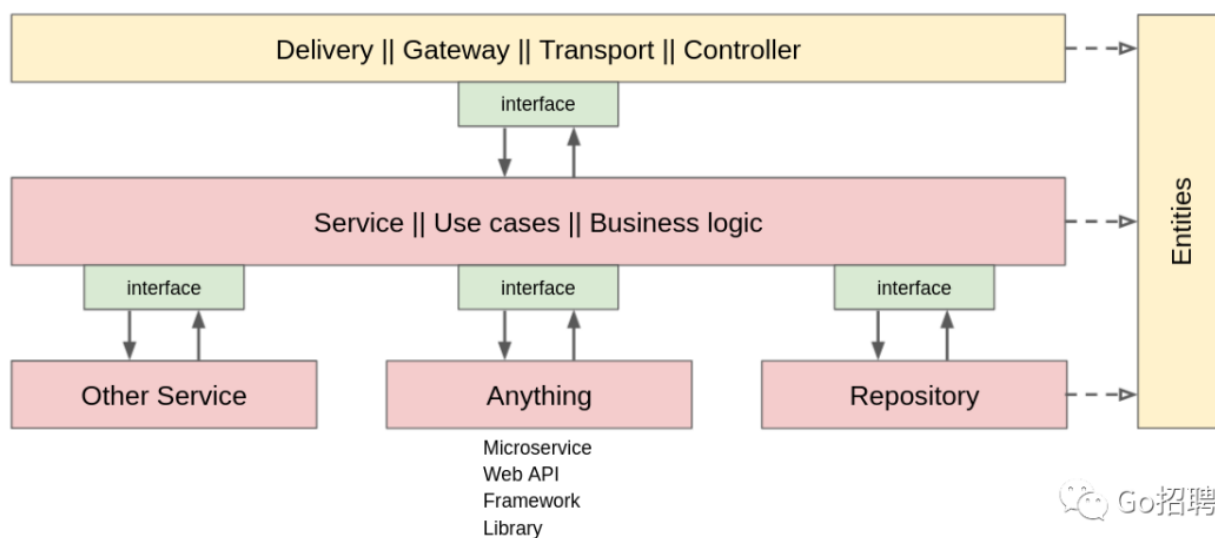 Delivery || Gateway || Transport || Controller
interface
Service || Use cases || Business logic
interface
interface
interface
Other Service
Anything
Repository
Microservice
Web API
Framework
Library
Entities
Go招聘